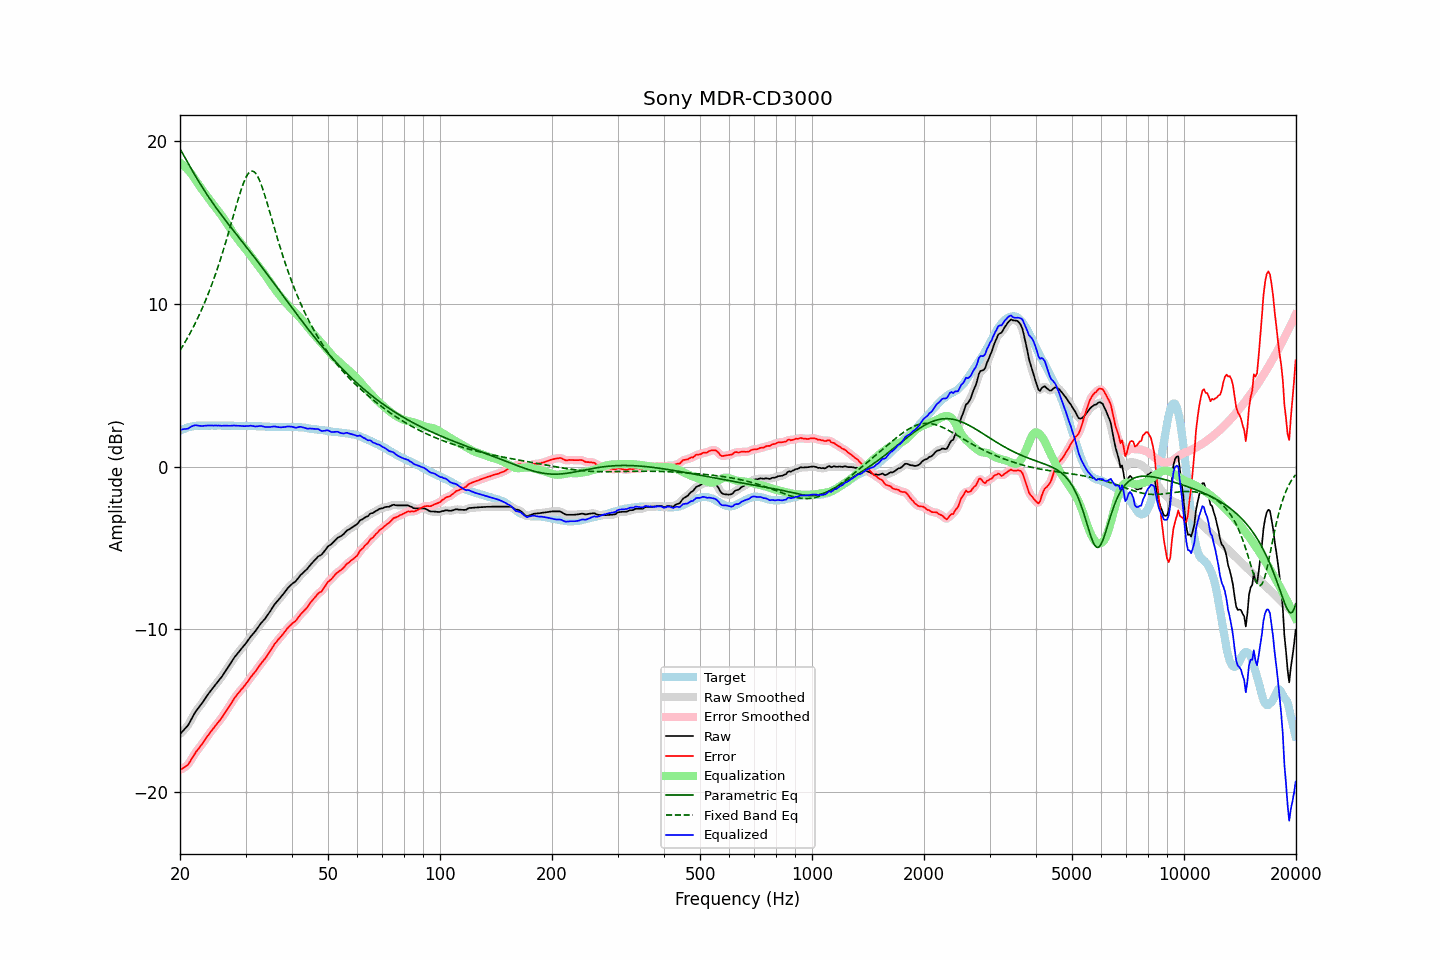 Sony MDR-CD3000
Amplitude (dBr)
20
10
0
−10
−20
Target
Raw Smoothed
Error Smoothed
Raw
Error
Equalization
Parametric Eq
Fixed Band Eq
Equalized
20 50 100 200 500 1000 2000 5000 10000 20000
Frequency (Hz)